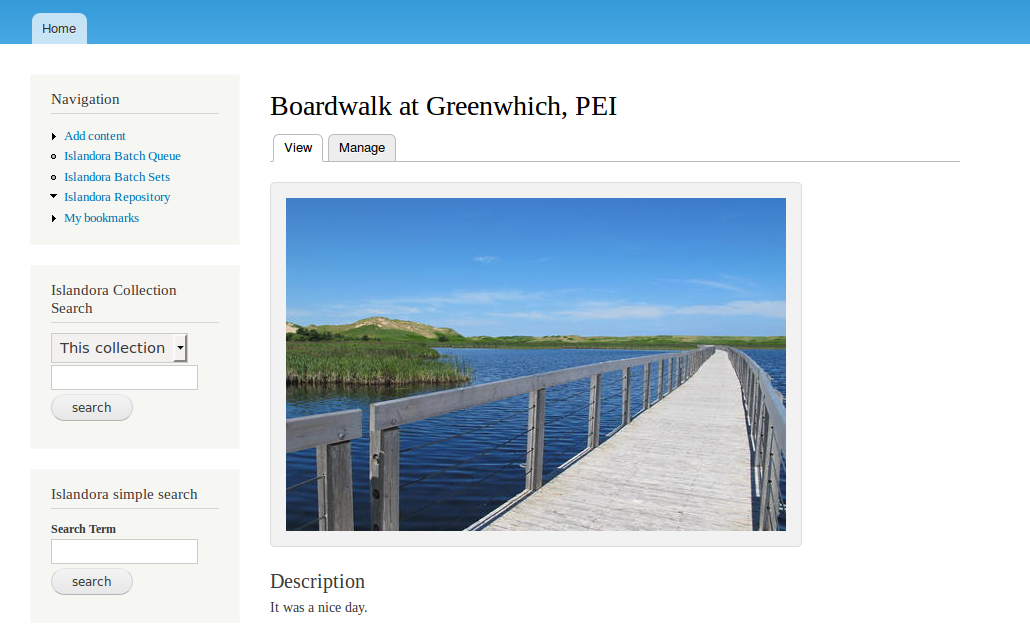 Home
Navigation
Add content
Islandora Batch Queue
Islandora Batch Sets
Islandora Repository
My bookmarks
Islandora Collection
Search
This collection
search
Islandora simple search
Search Term
search
Boardwalk at Greenwhich, PEI
View Manage
Description
It was a nice day.